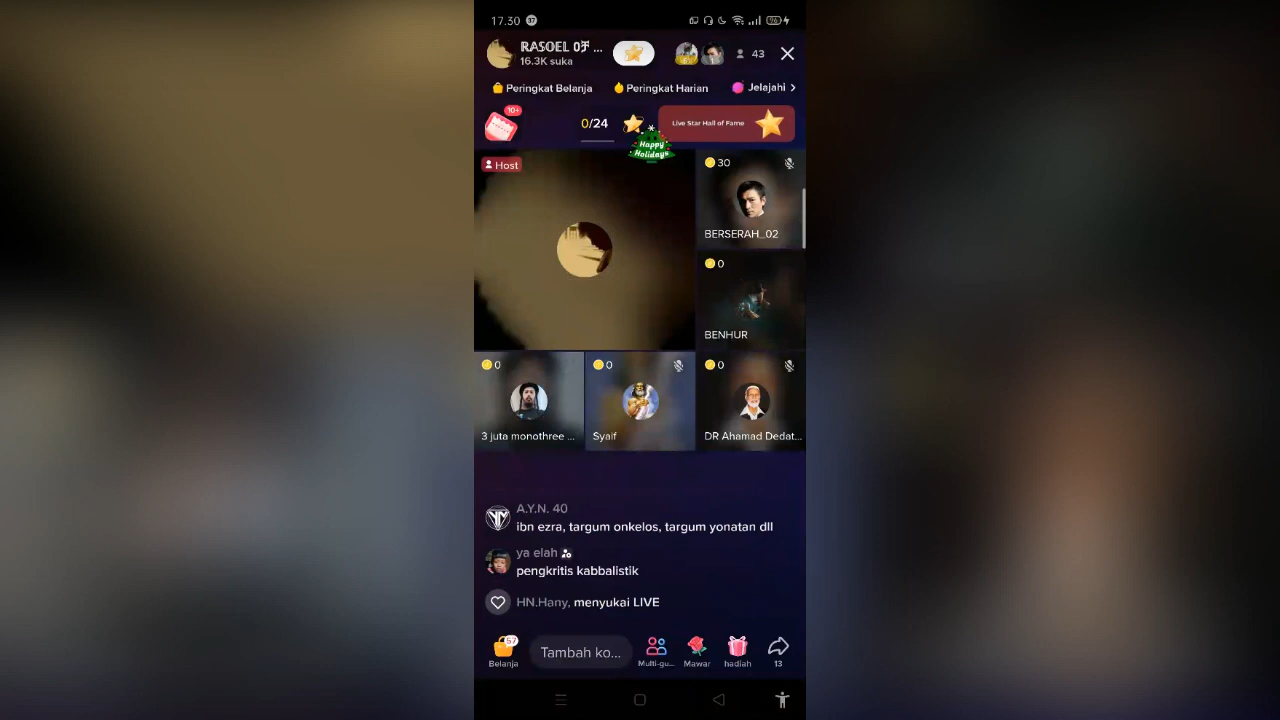 17.30
37
76
RASOEL 0 ...
16.3K suka
43
Peringkat Belanja
Peringkat Harian
Jelajahi
10+
0/24
Live Star Hall of Fame
Happy
Holidays
Host
30
BERSERAH_02
0
BENHUR
0
3 juta monothree ...
0
Syaif
0
DR Ahamad Dedat...
A.Y.N. 40
ibn ezra, targum onkelos, targum yonatan dll
ya elah
pengkritis kabbalistik
HN.Hany, menyukai LIVE
57
Belanja
Tambah ko...
Multi-gu...
Mawar
hadiah
13